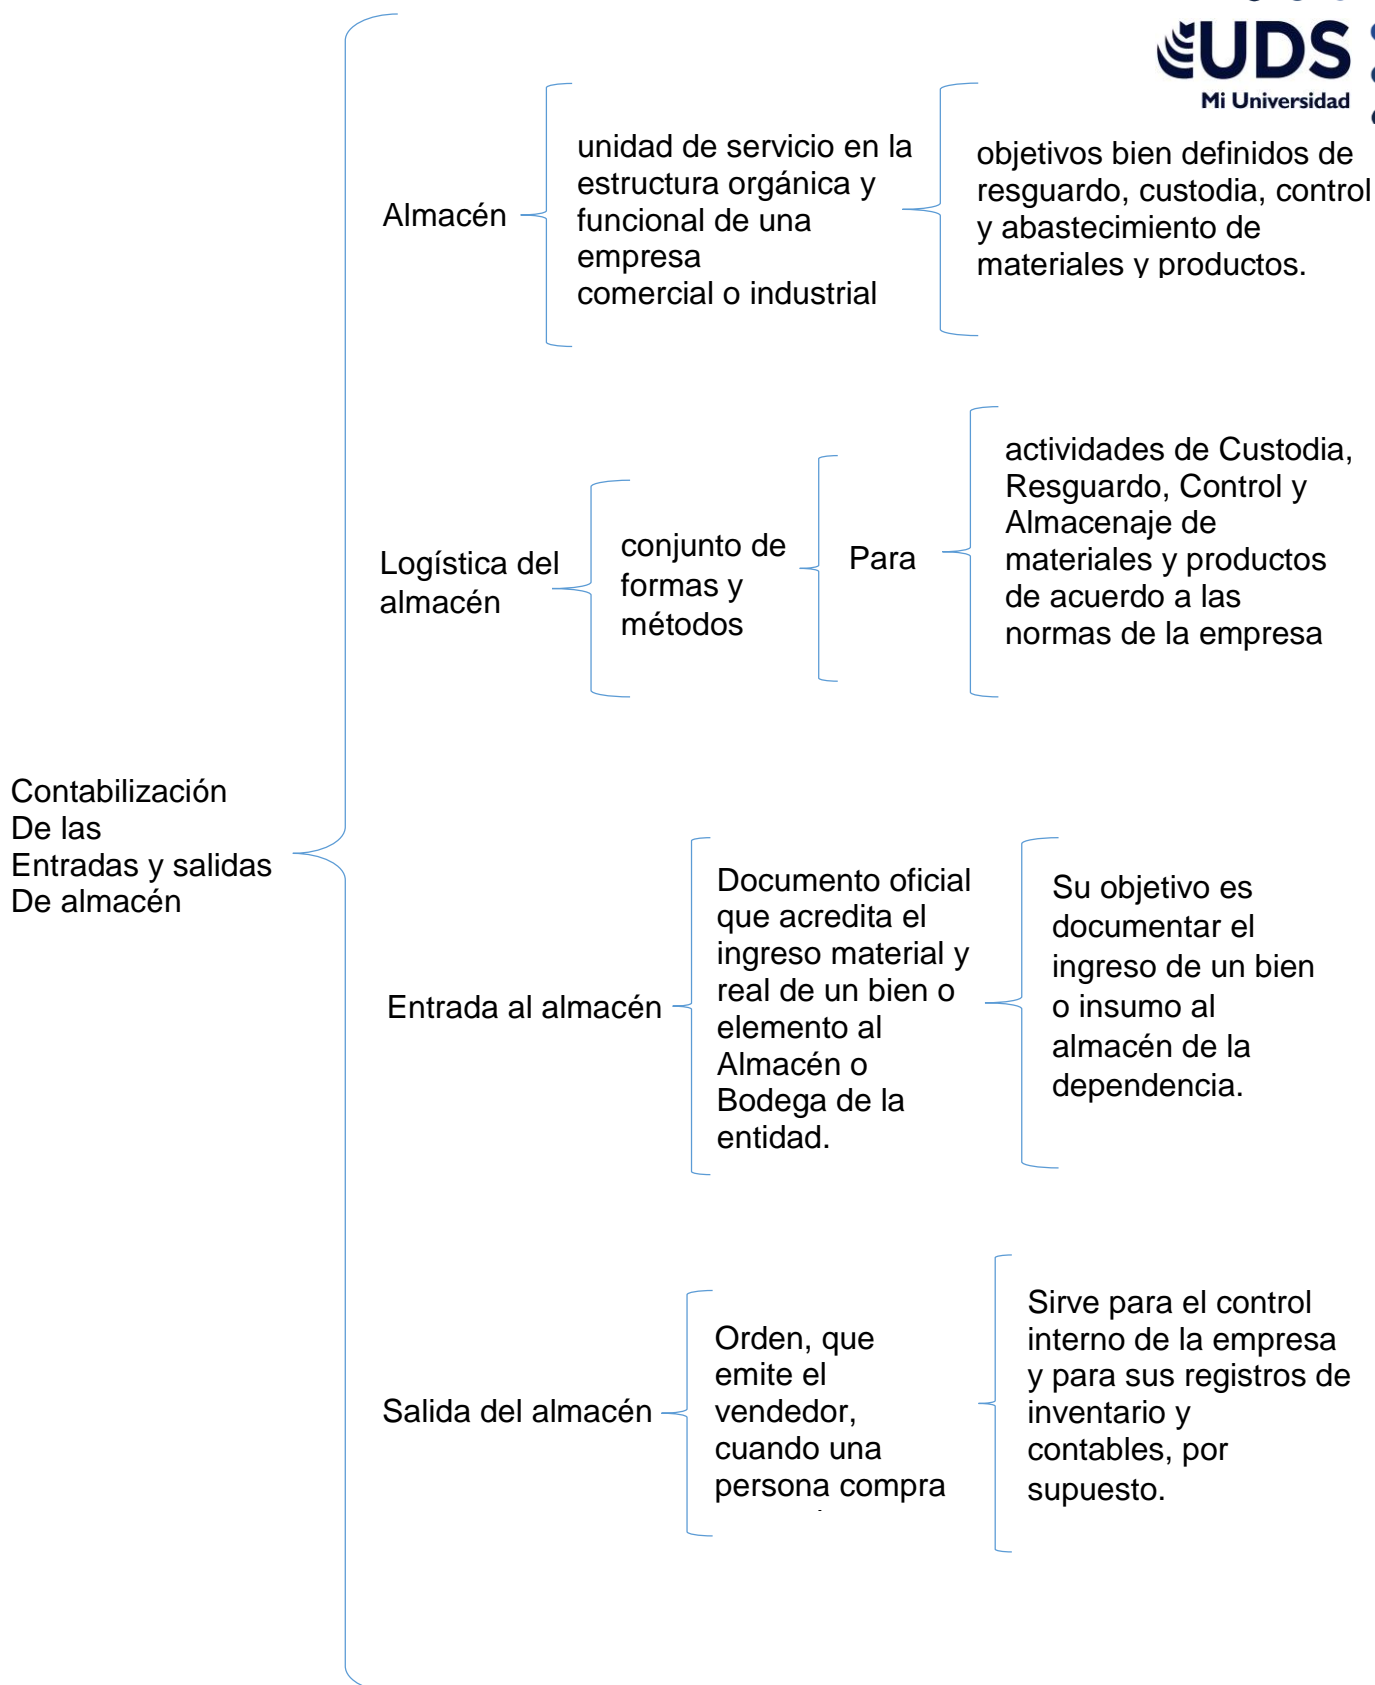 UDS
Mi Universidad
unidad de servicio en la
estructura orgánica y
funcional de una
empresa
comercial o industrial
objetivos bien definidos de
resguardo, custodia, control
y abastecimiento de
materiales y productos.
Almacén
actividades de Custodia,
Resguardo, Control y
Almacenaje de
materiales y productos
de acuerdo a las
normas de la empresa
conjunto de
formas y
métodos
Para
Logística del
almacén
Contabilización
De las
Entradas y salidas
De almacén
Documento oficial
que acredita el
ingreso material y
real de un bien o
elemento al
Almacén o
Bodega de la
entidad.
Su objetivo es
documentar el
ingreso de un bien
o insumo al
almacén de la
dependencia.
Entrada al almacén
Salida del almacén
Orden, que
emite el
vendedor,
cuando una
persona compra
Sirve para el control
interno de la empresa
y para sus registros de
inventario y
contables, por
supuesto.